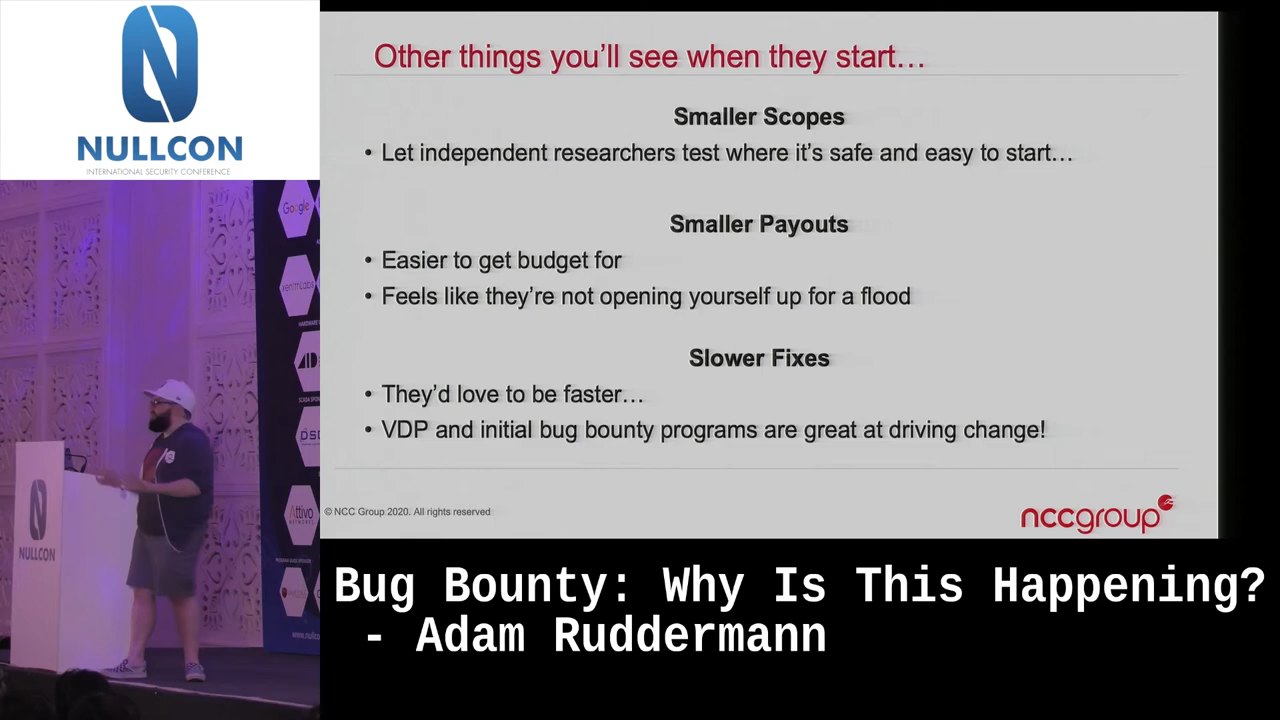 NULLCON
INTERNATIONAL SECURITY CONFERENCE
Google
Attivo
NULLCON
Other things you'll see when they start…
Smaller Scopes
• Let independent researchers test where it's safe and easy to start…
Smaller Payouts
• Easier to get budget for
• Feels like they're not opening yourself up for a flood
Slower Fixes
• They'd love to be faster…
• VDP and initial bug bounty programs are great at driving change!
© NCC Group 2020. All rights reserved
nccgroup
Bug Bounty: Why Is This Happening?
- Adam Ruddermann